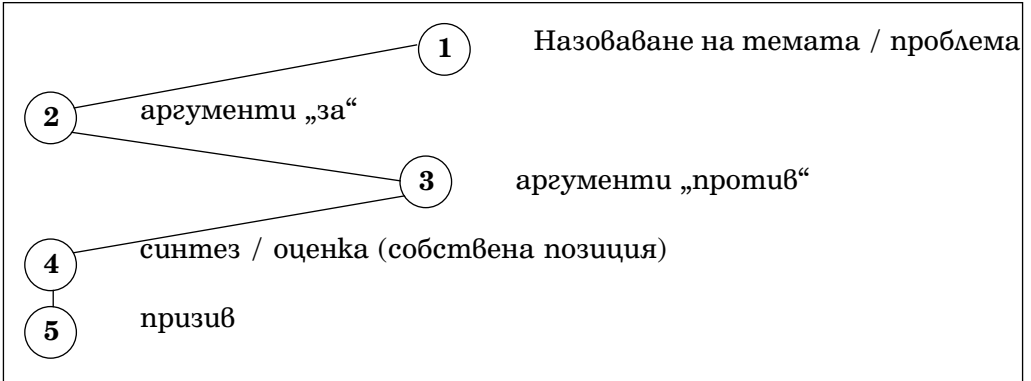 1 Назоваване на темата / проблема
2 аргументи „за“
3 аргументи „против“
4 синтез / оценка (собствена позиция)
5 призив